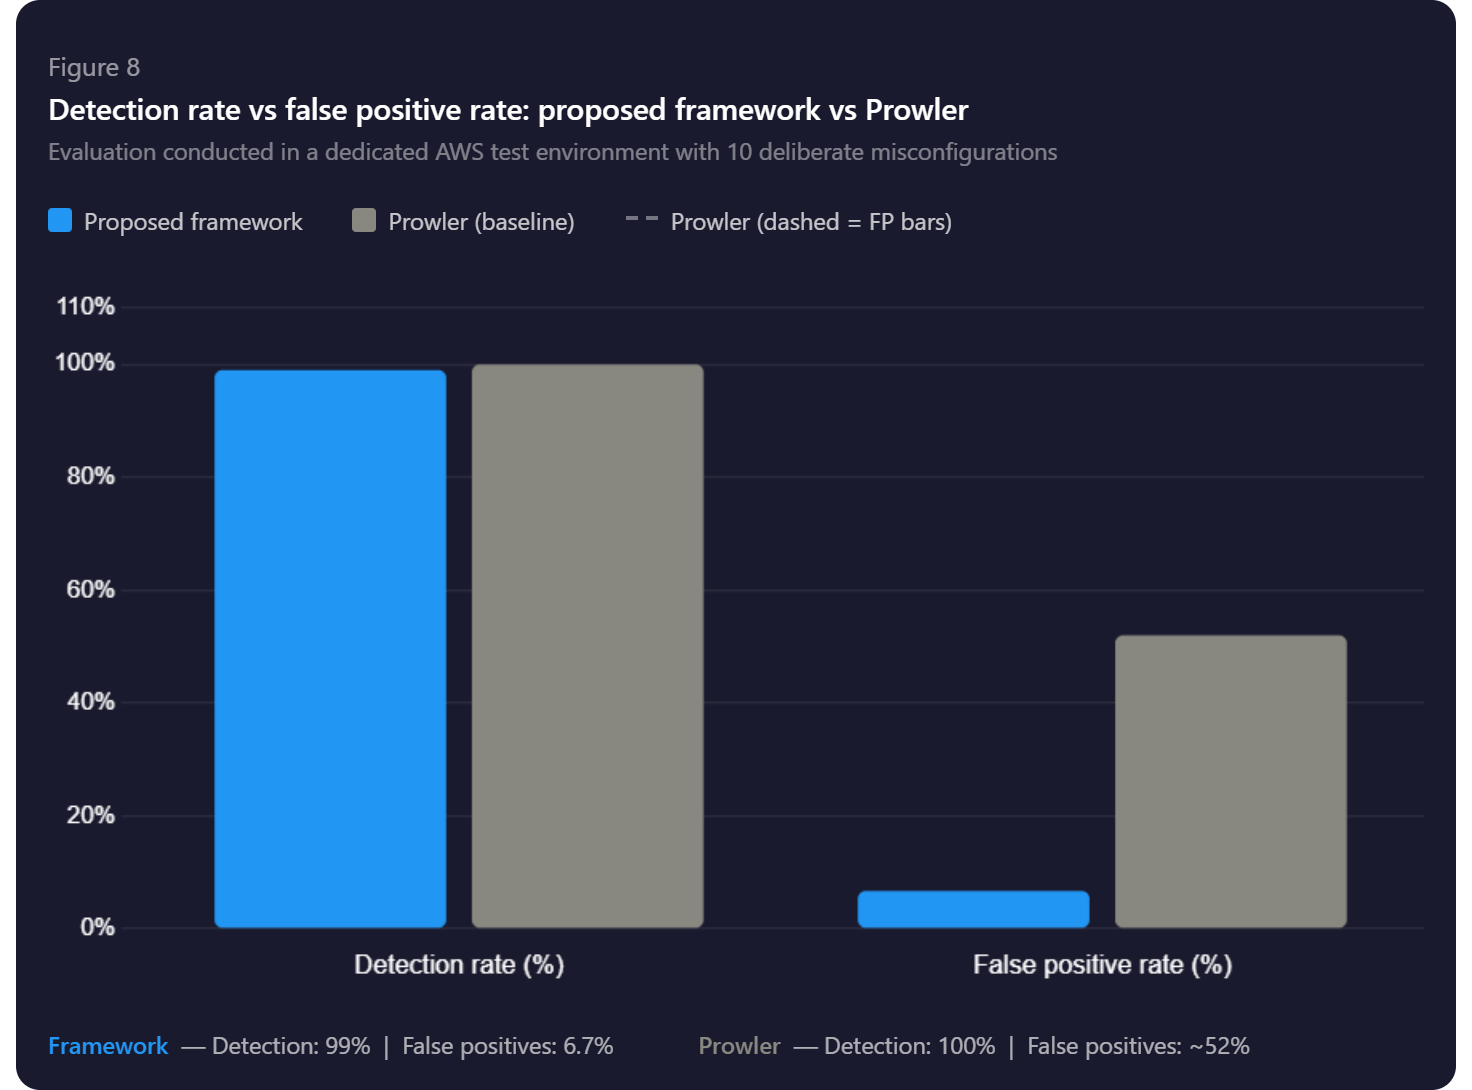 Figure 8
Detection rate vs false positive rate: proposed framework vs Prowler
Evaluation conducted in a dedicated AWS test environment with 10 deliberate misconfigurations
Proposed framework Prowler (baseline) Prowler (dashed = FP bars)
110%
100%
80%
60%
40%
20%
0%
Detection rate (%) False positive rate (%)
Framework — Detection: 99% | False positives: 6.7% Prowler — Detection: 100% | False positives: ~52%